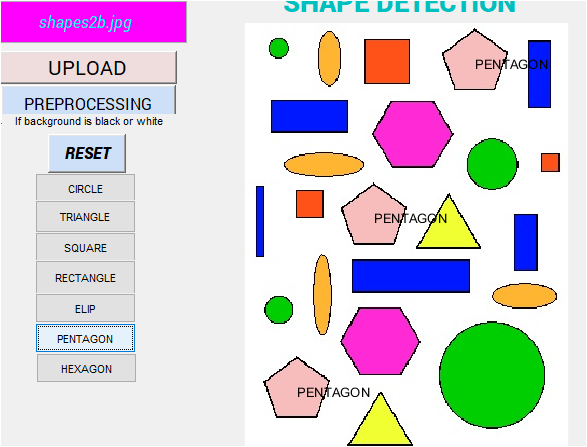 SHAPE DETECTION
shapes2b.jpg
UPLOAD
PREPROCESSING
If background is black or white
RESET
CIRCLE
TRIANGLE
SQUARE
RECTANGLE
ELIP
PENTAGON
HEXAGON
PENTAGON
PENTAGON
PENTAGON